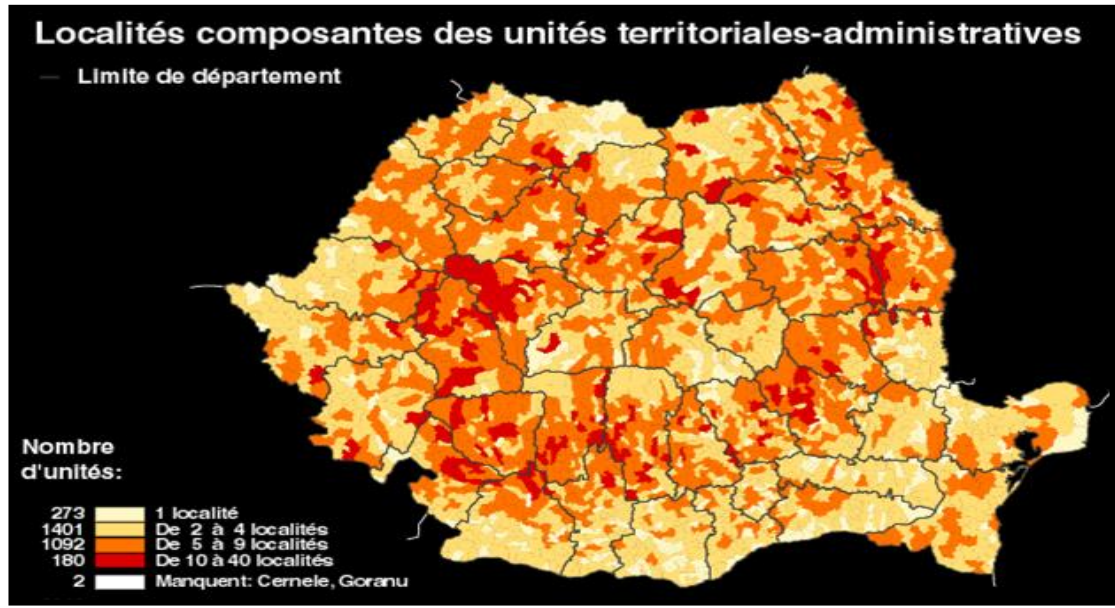 Localités composantes des unités territoriales-administratives
Limite de département
Nombre
d'unités:
273 1 localité
1401 De 2 à 4 localités
1092 De 5 à 9 localités
180 De 10 à 40 localités
2 Manquent: Cernele, Goranu